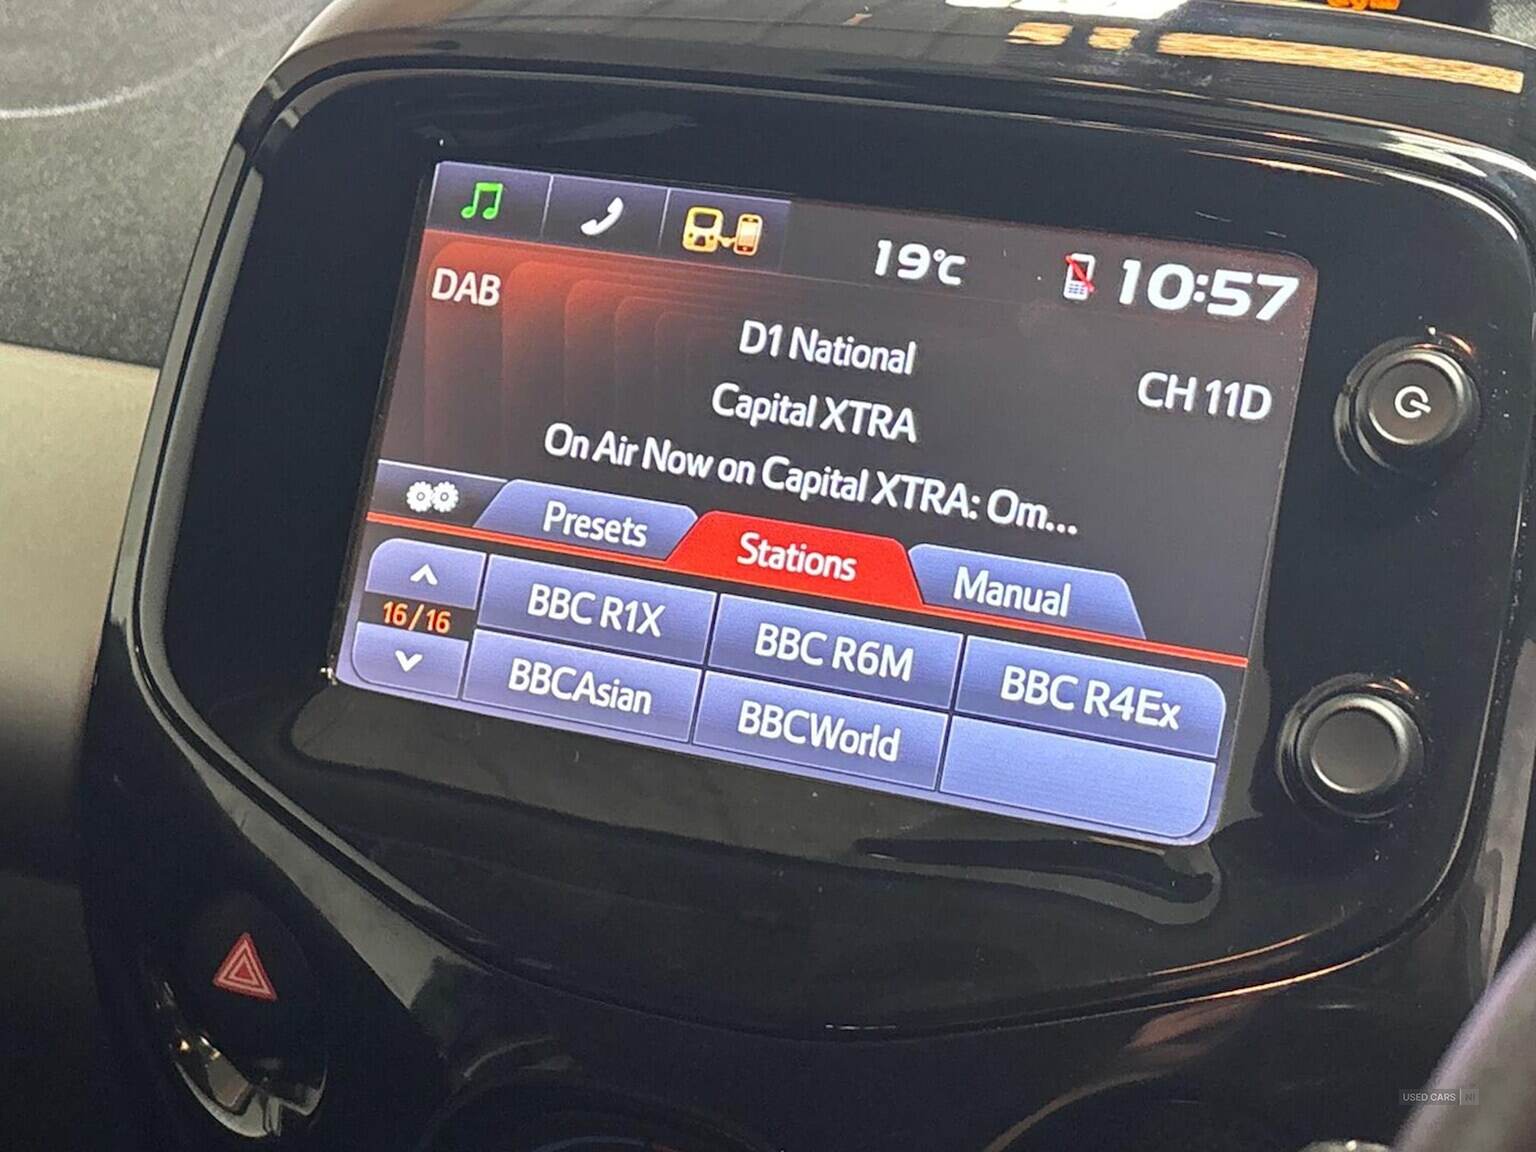 19°C
10:57
DAB
D1 National
CH 11D
Capital XTRA
On Air Now on Capital XTRA: Om...
Presets
Stations
Manual
16/16
BBC R1X
BBC R6M
BBC R4Ex
BBCAsian
BBCWorld
USED CARS NI